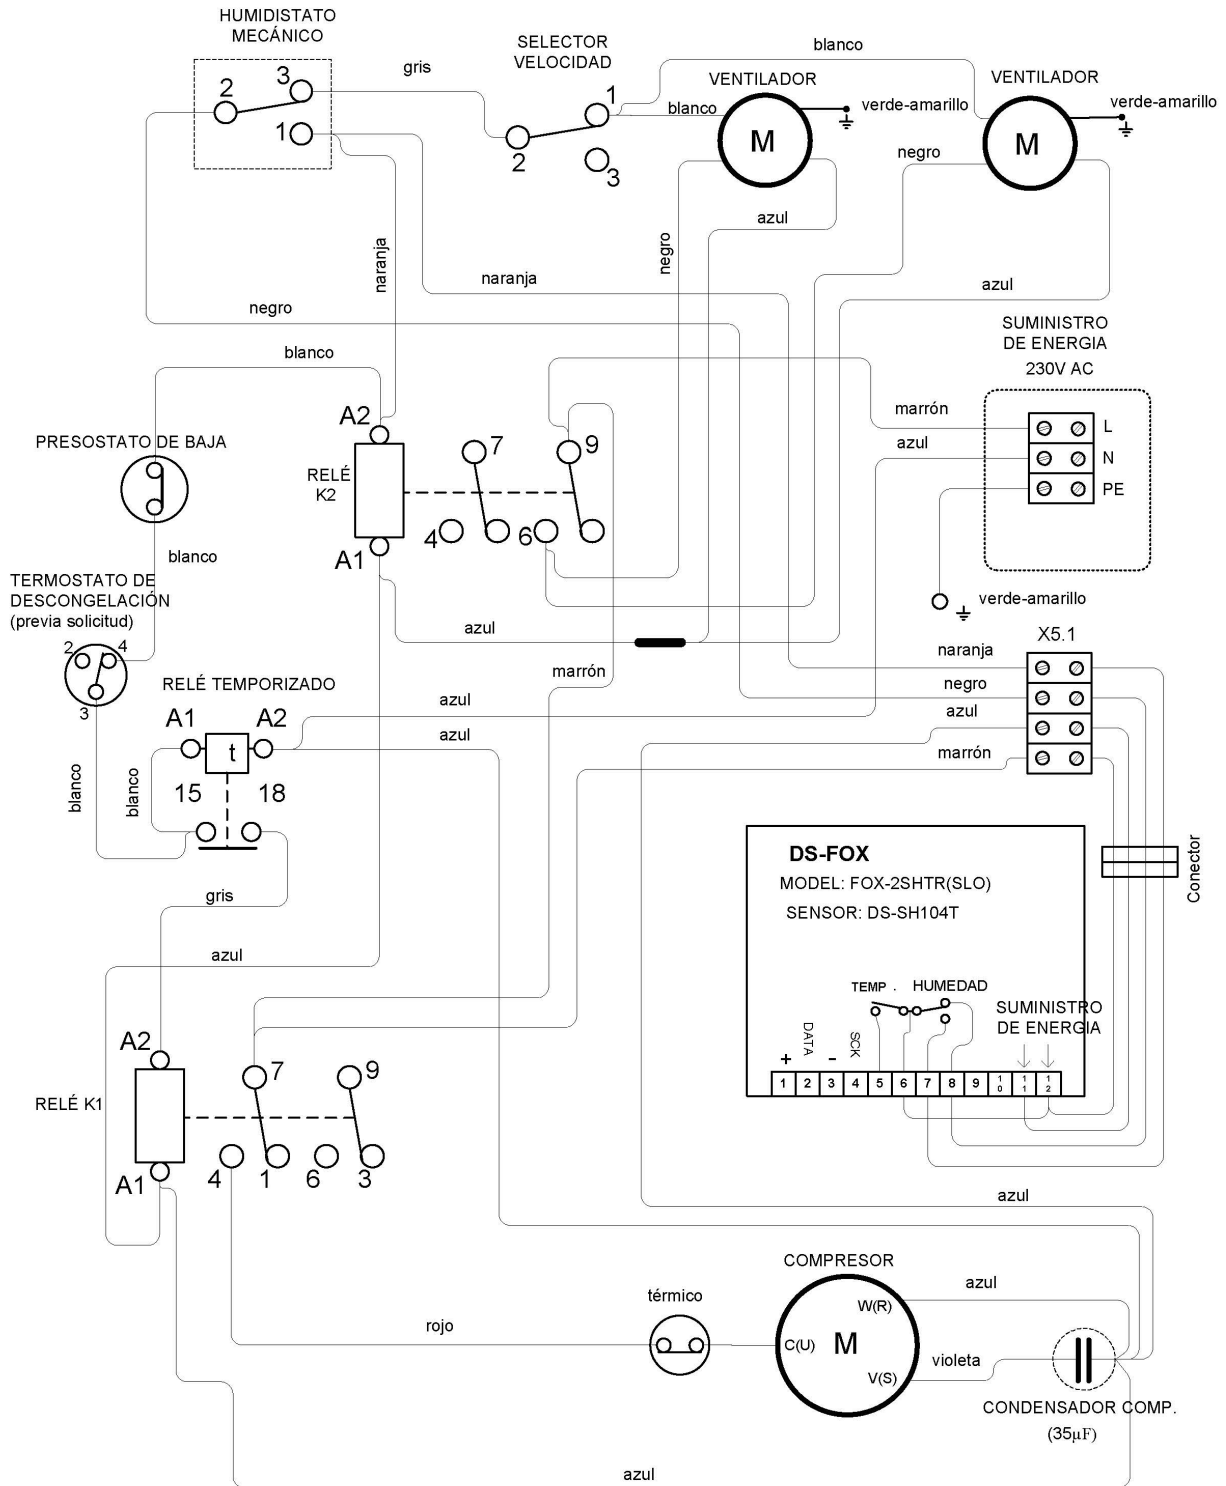 HUMIDISTATO
MECÁNICO
SELECTOR
VELOCIDAD
blanco
gris
VENTILADOR
VENTILADOR
2
3
1
1
2
3
blanco
M
verde-amarillo
M
verde-amarillo
negro
azul
naranja
negro
naranja
azul
negro
SUMINISTRO
DE ENERGIA
230V AC
blanco
marrón
L
azul
N
PE
A2
PRESOSTATO DE BAJA
7
9
RELÉ
K2
4
6
A1
blanco
TERMOSTATO DE
DESCONGELACIÓN
(previa solicitud)
verde-amarillo
azul
X5.1
2
4
3
naranja
marrón
negro
RELÉ TEMPORIZADO
azul
azul
A1
A2
t
azul
marrón
15
18
blanco
blanco
DS-FOX
MODEL: FOX-2SHTR(SLO)
SENSOR: DS-SH104T
Conector
gris
azul
TEMP .
HUMEDAD
SUMINISTRO
DE ENERGIA
+
DATA
-
SCK
1 2 3 4 5 6 7 8 9 10 11 12
A2
7
9
RELÉ K1
4
1
6
3
A1
azul
COMPRESOR
azul
térmico
W(R)
rojo
C(U)
M
violeta
V(S)
CONDENSADOR COMP.
(35µF)
azul